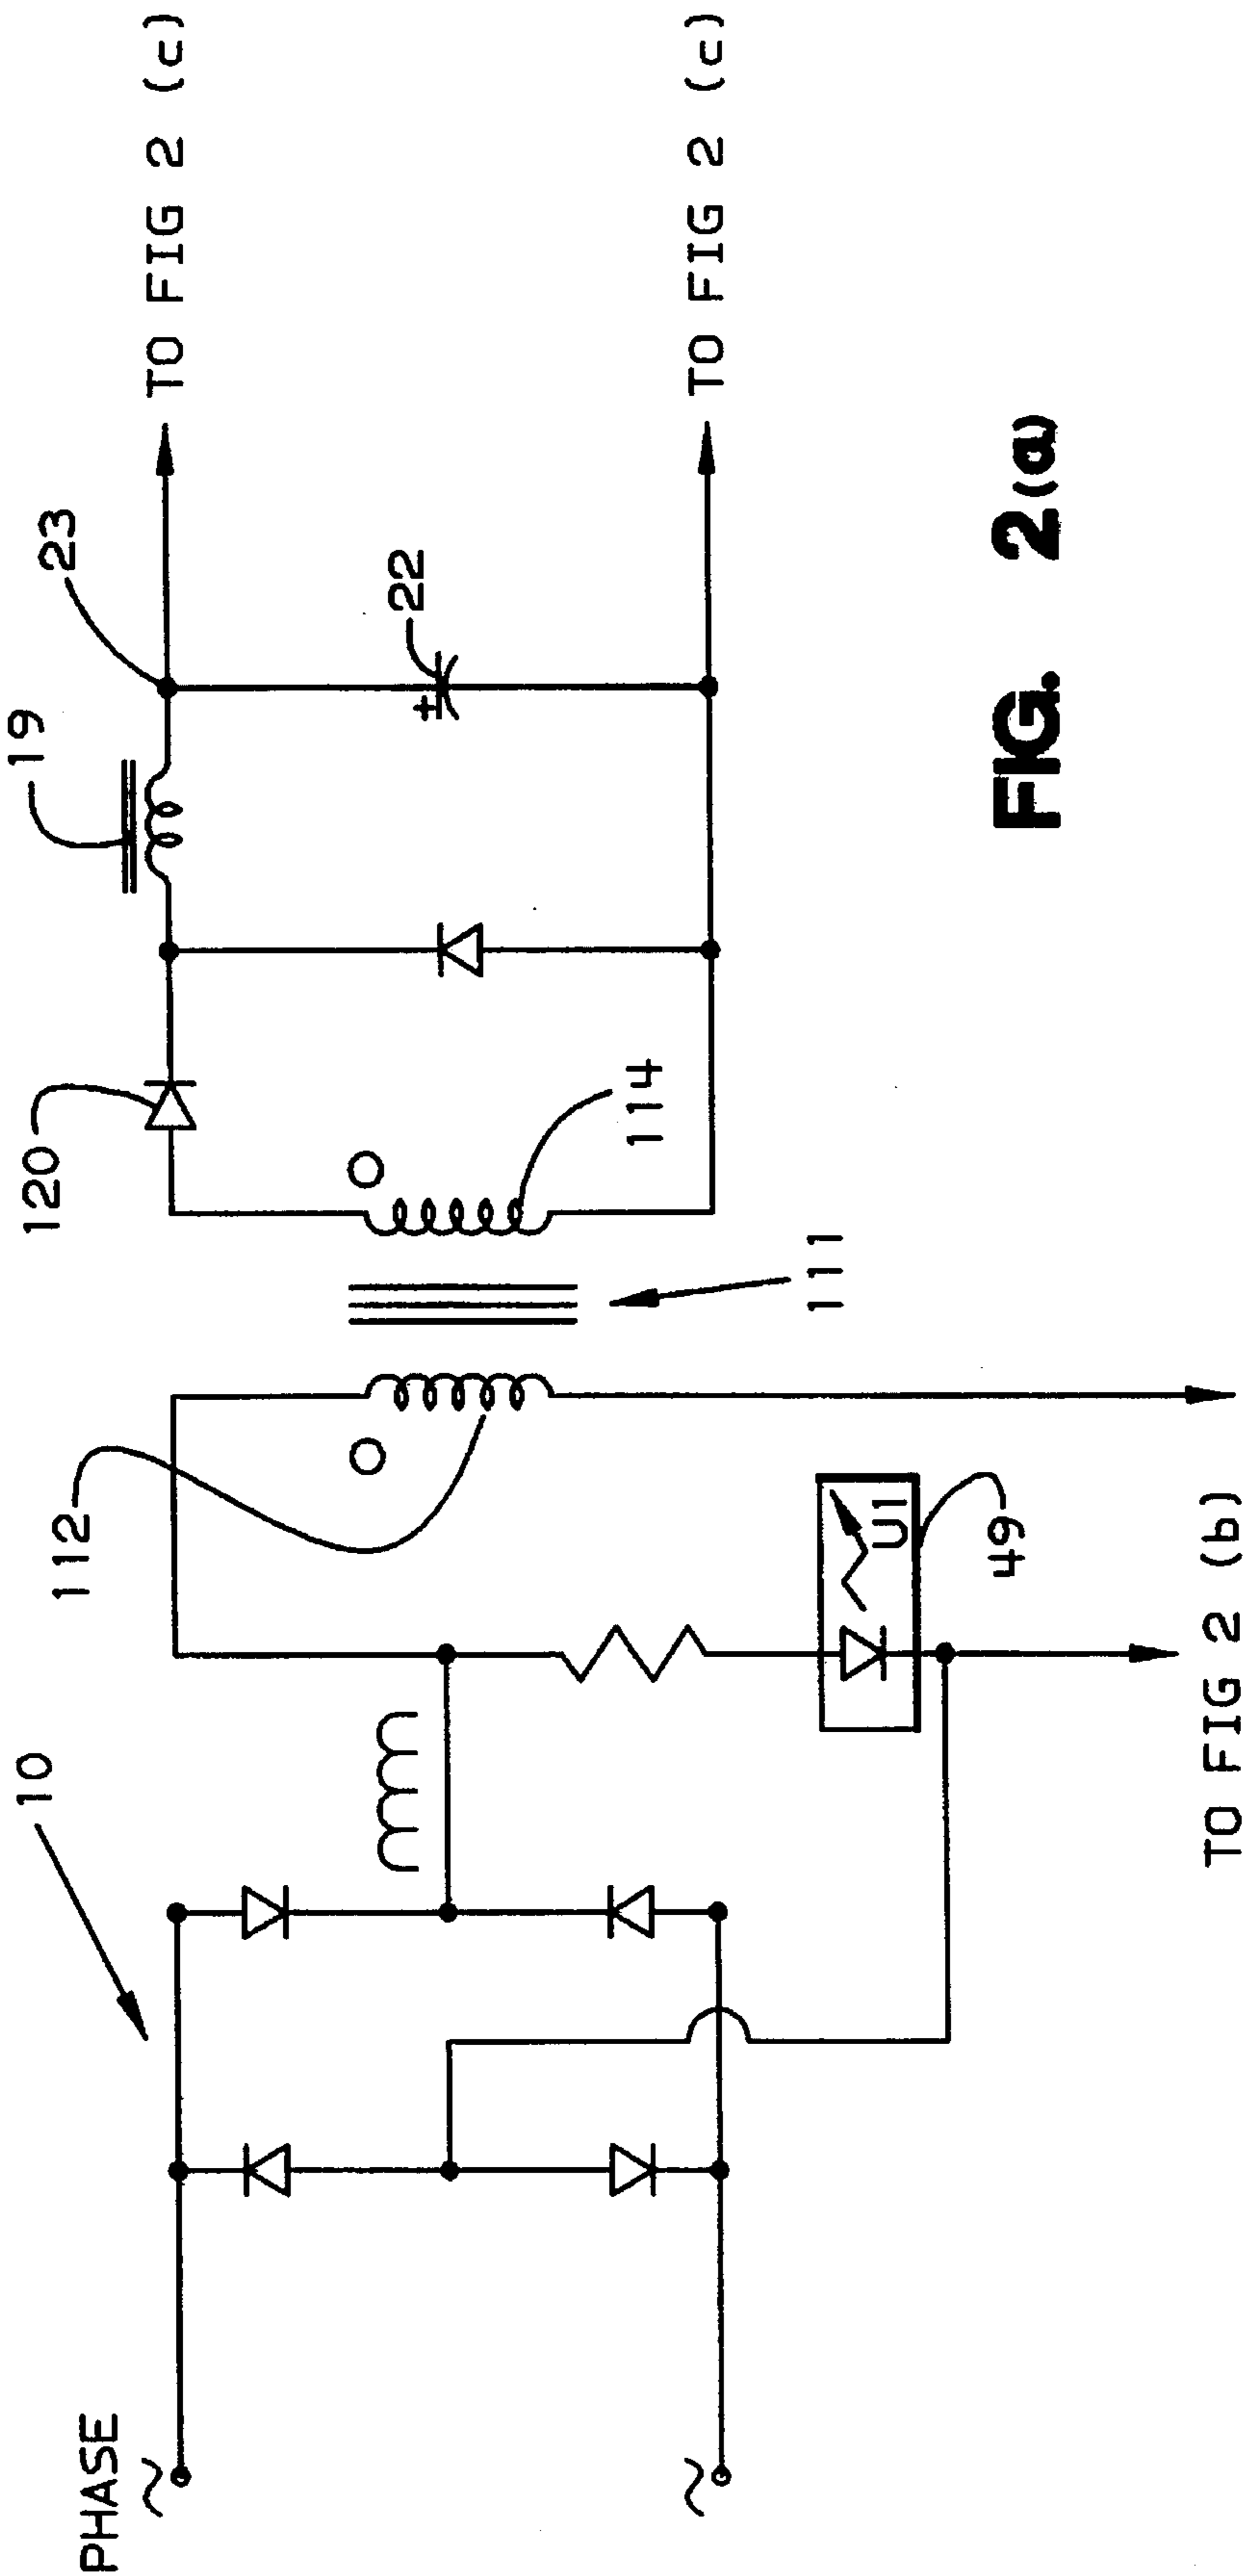 PHASE
~
~
10
112
U1
49
TO FIG 2 (b)
111
120
114
19
23
22
+
TO FIG 2 (c)
TO FIG 2 (c)
FIG. 2(a)